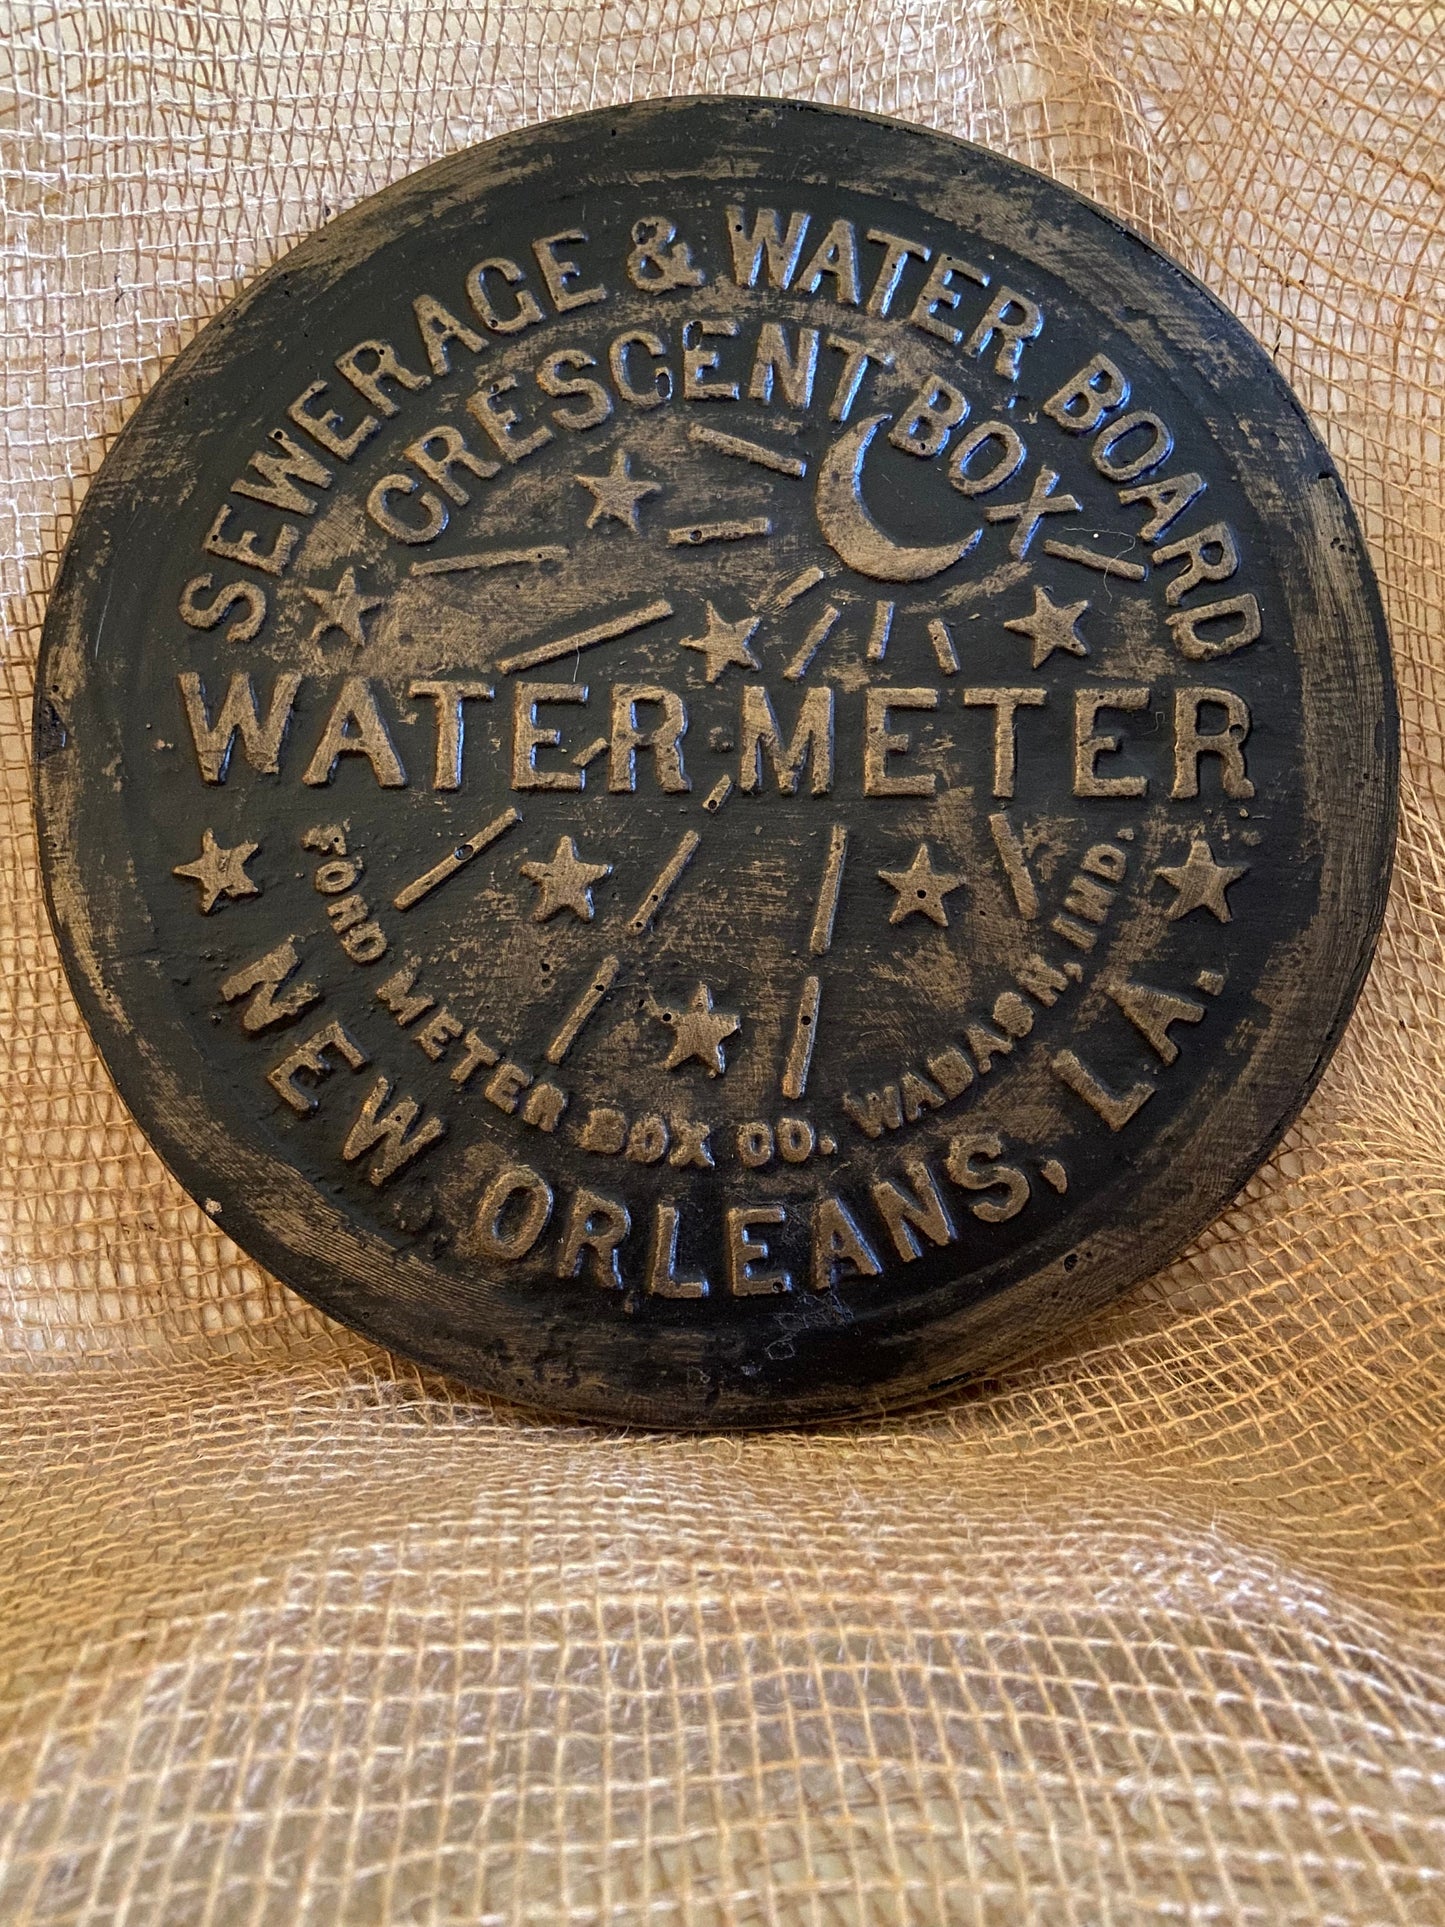 SEWERAGE & WATER BOARD
CRESCENT BOX
WATER METER
FORD METER BOX CO. WABASH, IND.
NEW ORLEANS, LA.